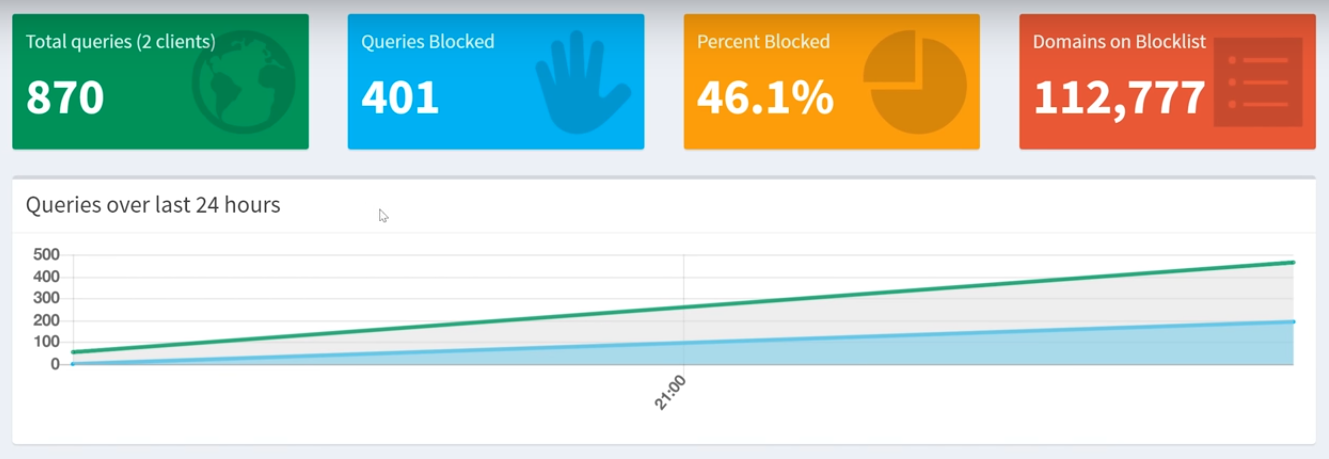 Total queries (2 clients)
870
Queries Blocked
401
Percent Blocked
46.1%
Domains on Blocklist
112,777
Queries over last 24 hours
500
400
300
200
100
0
21:00